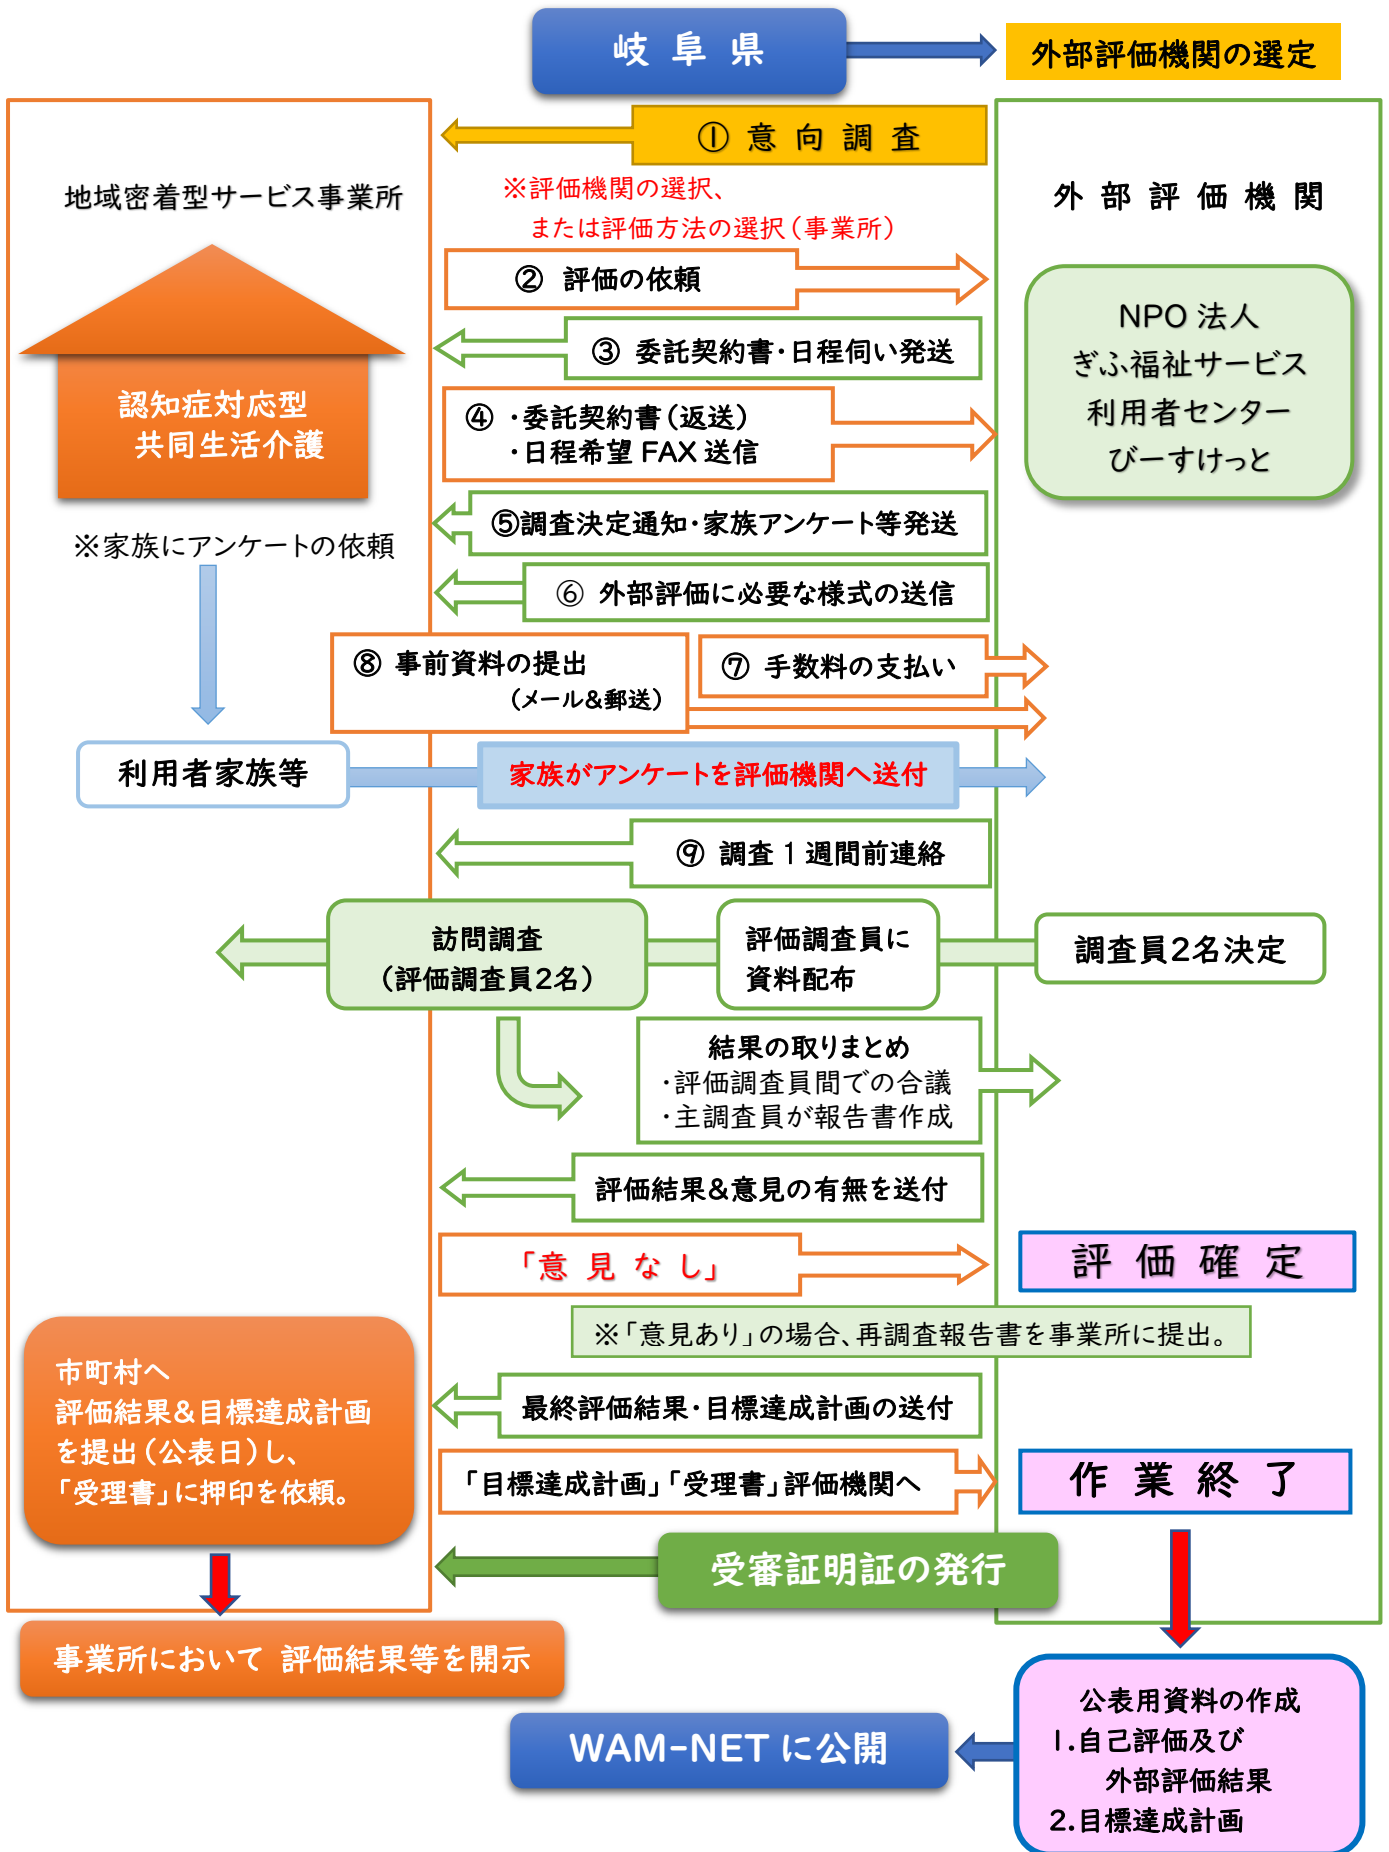 岐阜県
外部評価機関の選定
① 意向調査
地域密着型サービス事業所
※評価機関の選択、
または評価方法の選択（事業所）
外部評価機関
② 評価の依頼
NPO 法人
ぎふ福祉サービス
利用者センター
びーすけっと
③ 委託契約書・日程伺い発送
認知症対応型
共同生活介護
④ ・委託契約書（返送）
・日程希望 FAX 送信
⑤調査決定通知・家族アンケート等発送
※家族にアンケートの依頼
⑥ 外部評価に必要な様式の送信
⑧ 事前資料の提出
（メール&郵送）
⑦ 手数料の支払い
利用者家族等
家族がアンケートを評価機関へ送付
⑨ 調査 1 週間前連絡
訪問調査
（評価調査員2名）
評価調査員に
資料配布
調査員2名決定
結果の取りまとめ
・評価調査員間での合議
・主調査員が報告書作成
評価結果&意見の有無を送付
「意見なし」
評価確定
※「意見あり」の場合、再調査報告書を事業所に提出。
市町村へ
評価結果&目標達成計画
を提出（公表日）し、
「受理書」に押印を依頼。
最終評価結果・目標達成計画の送付
「目標達成計画」「受理書」評価機関へ
作業終了
受審証明証の発行
事業所において 評価結果等を開示
公表用資料の作成
1.自己評価及び
外部評価結果
2.目標達成計画
WAM-NET に公開